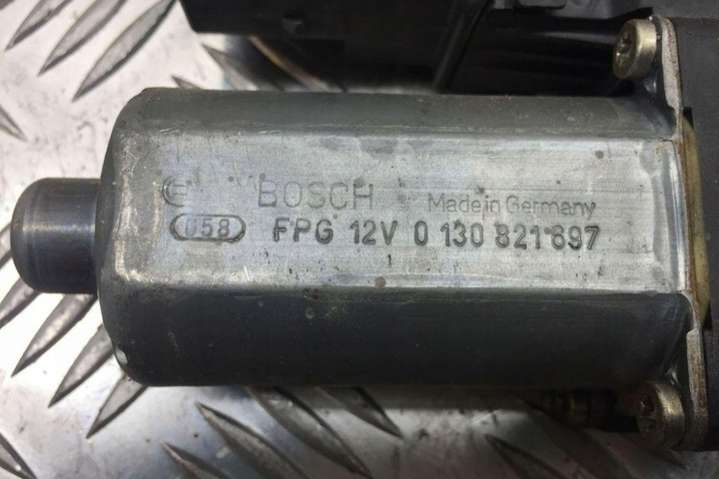 BOSCH Made in Germany
058 FPG 12V 0 130 821 697